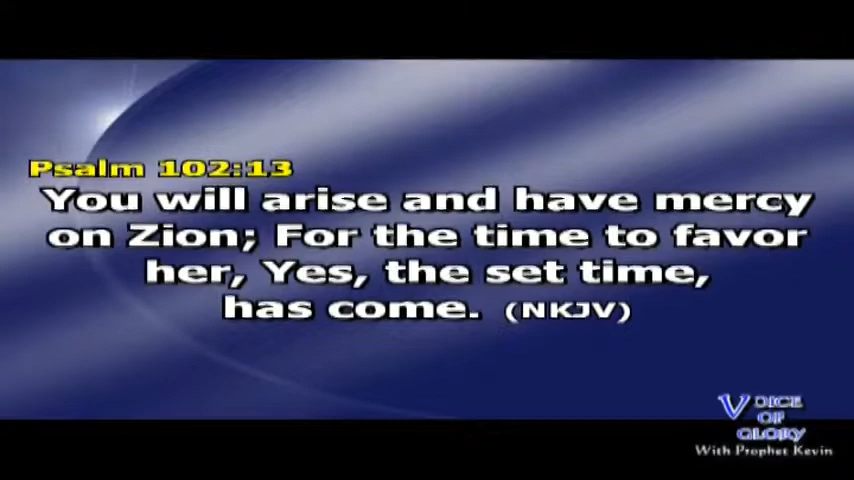 Psalm 102:13
You will arise and have mercy
on Zion; For the time to favor
her, Yes, the set time,
has come. (NKJV)
VOICE
OF
GLORY
With Prophet Kevin